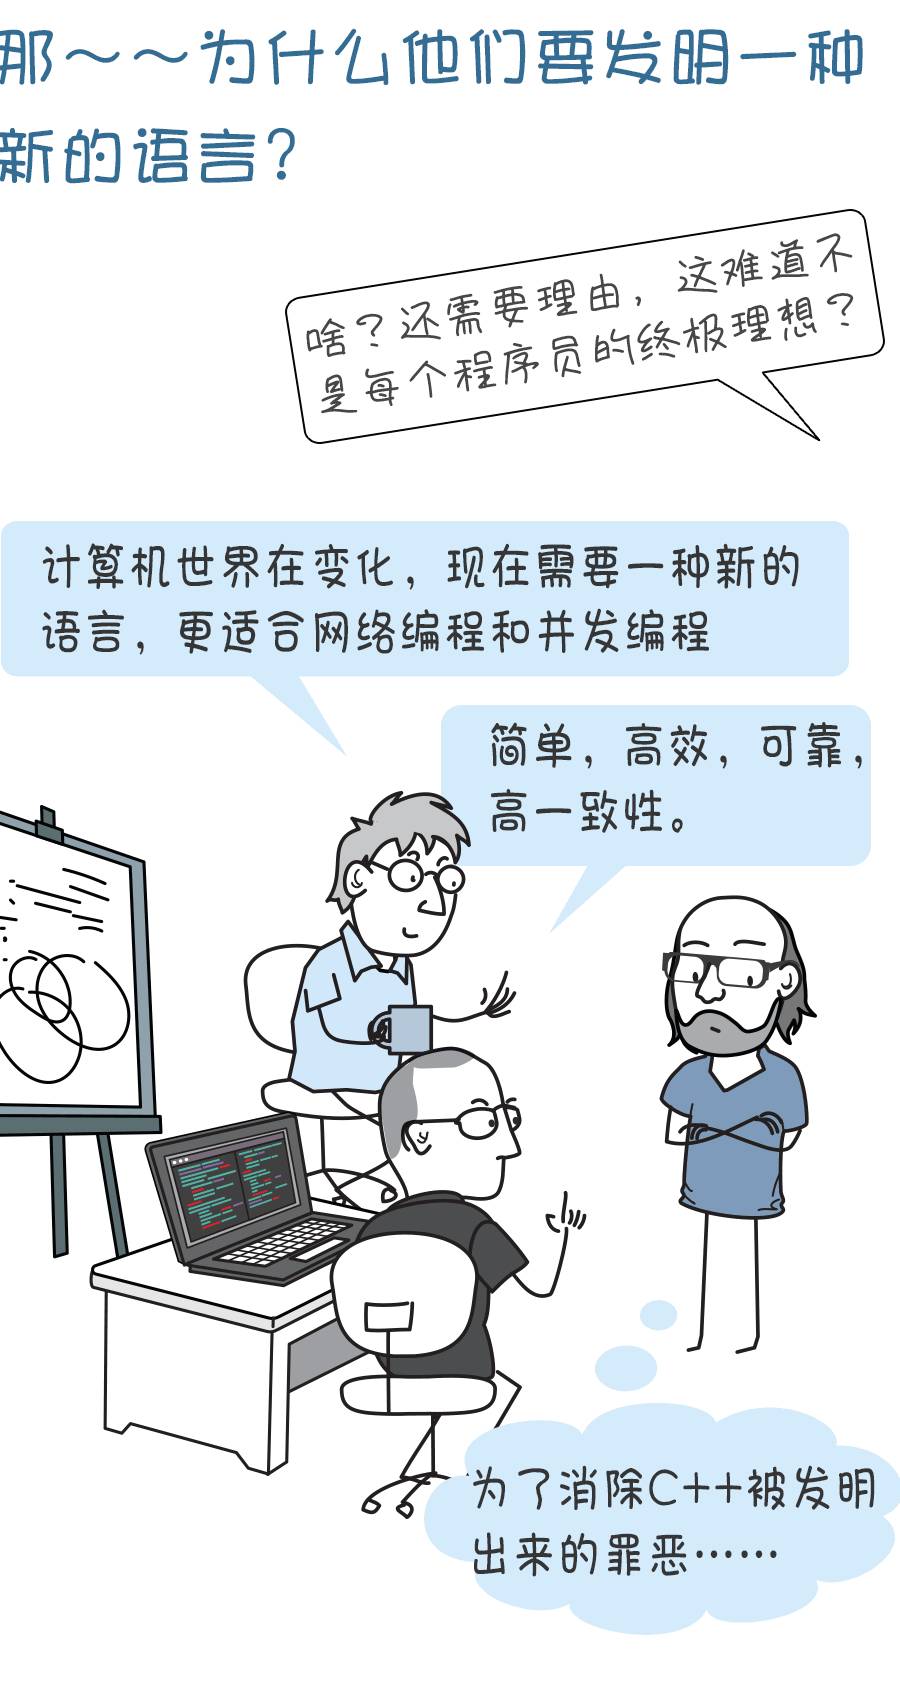 那～～为什么他们要发明一种
新的语言？
啥？还需要理由，这难道不
是每个程序员的终极理想？
计算机世界在变化，现在需要一种新的
语言，更适合网络编程和并发编程
简单，高效，可靠，
高一致性。
为了消除C++被发明
出来的罪恶……